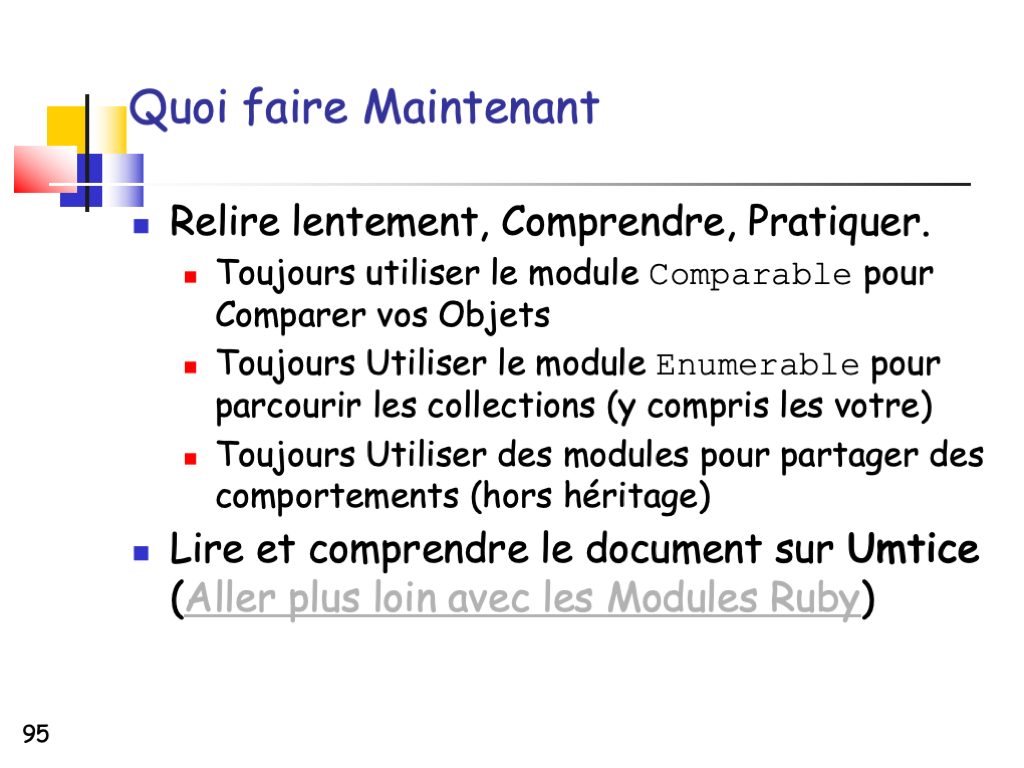 Quoi faire Maintenant
Relire lentement, Comprendre, Pratiquer.
Toujours utiliser le module Comparable pour
Comparer vos Objets
Toujours Utiliser le module Enumerable pour
parcourir les collections (y compris les votre)
Toujours Utiliser des modules pour partager des
comportements (hors héritage)
Lire et comprendre le document sur Umtice
(Aller plus loin avec les Modules Ruby)
95